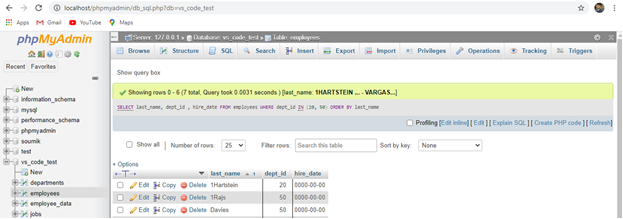 localhost/phpmyadmin/db_sql.php?db=vs_code_test
Apps Gmail YouTube Maps
phpMyAdmin
Recent Favorites
New
information_schema
mysql
performance_schema
phpmyadmin
soumik
test
vs_code_test
New
departments
employees
employee_data
jobs
Server: 127.0.0.1 » Database: vs_code_test » Table: employees
Browse Structure SQL Search Insert Export Import Privileges Operations Tracking Triggers
Show query box
Showing rows 0 - 6 (7 total, Query took 0.0031 seconds.) [last_name: 1HARTSTEIN ... - VARGAS...]
SELECT last_name, dept_id , hire_date FROM employees WHERE dept_id IN (20, 50) ORDER BY last_name
Profiling [Edit inline] [ Edit ] [ Explain SQL ] [ Create PHP code ] [ Refresh]
Show all Number of rows: 25 Filter rows: Search this table Sort by key: None
+ Options
last_name 1 dept_id hire_date
Edit Copy Delete 1Hartstein 20 0000-00-00
Edit Copy Delete 1Rajs 50 0000-00-00
Edit Copy Delete Davies 50 0000-00-00